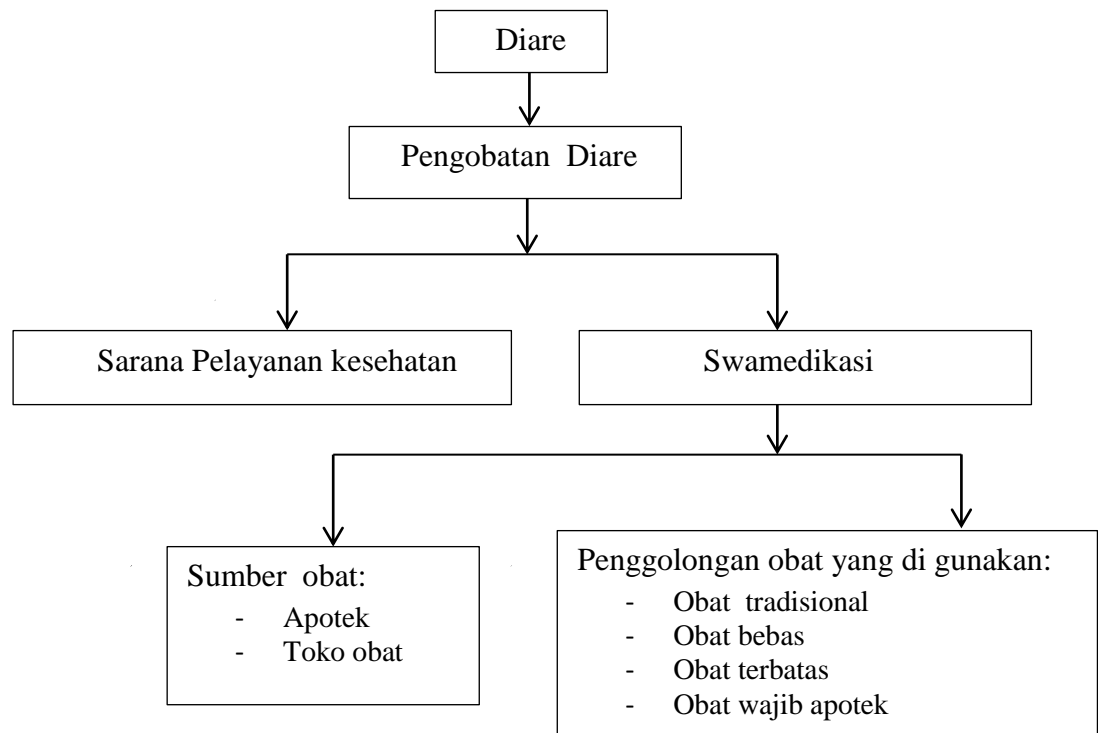 Diare
Pengobatan Diare
Sarana Pelayanan kesehatan
Swamedikasi
Sumber obat:
- Apotek
- Toko obat
Penggolongan obat yang di gunakan:
- Obat tradisional
- Obat bebas
- Obat terbatas
- Obat wajib apotek